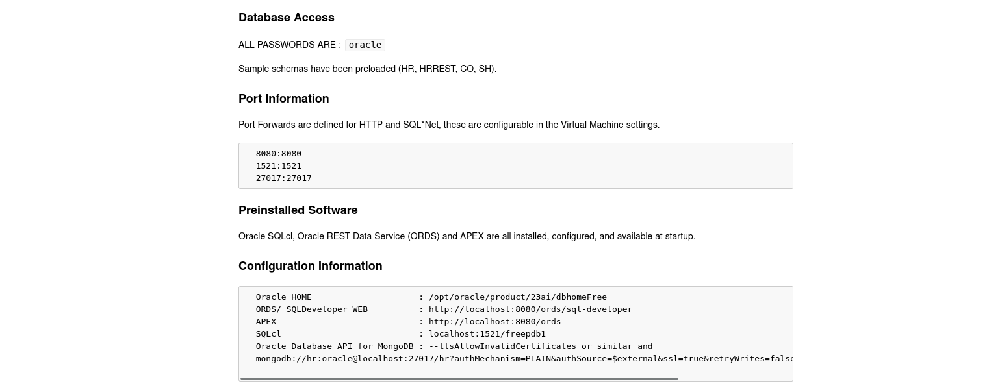 Database Access
ALL PASSWORDS ARE : oracle
Sample schemas have been preloaded (HR, HRREST, CO, SH).
Port Information
Port Forwards are defined for HTTP and SQL*Net, these are configurable in the Virtual Machine settings.
8080:8080
1521:1521
27017:27017
Preinstalled Software
Oracle SQLcl, Oracle REST Data Service (ORDS) and APEX are all installed, configured, and available at startup.
Configuration Information
Oracle HOME                     : /opt/oracle/product/23ai/dbhomeFree
ORDS/ SQLDeveloper WEB          : http://localhost:8080/ords/sql-developer
APEX                            : http://localhost:8080/ords
SQLcl                           : localhost:1521/freepdb1
Oracle Database API for MongoDB : --tlsAllowInvalidCertificates or similar and
mongodb://hr:oracle@localhost:27017/hr?authMechanism=PLAIN&authSource=$external&ssl=true&retryWrites=false